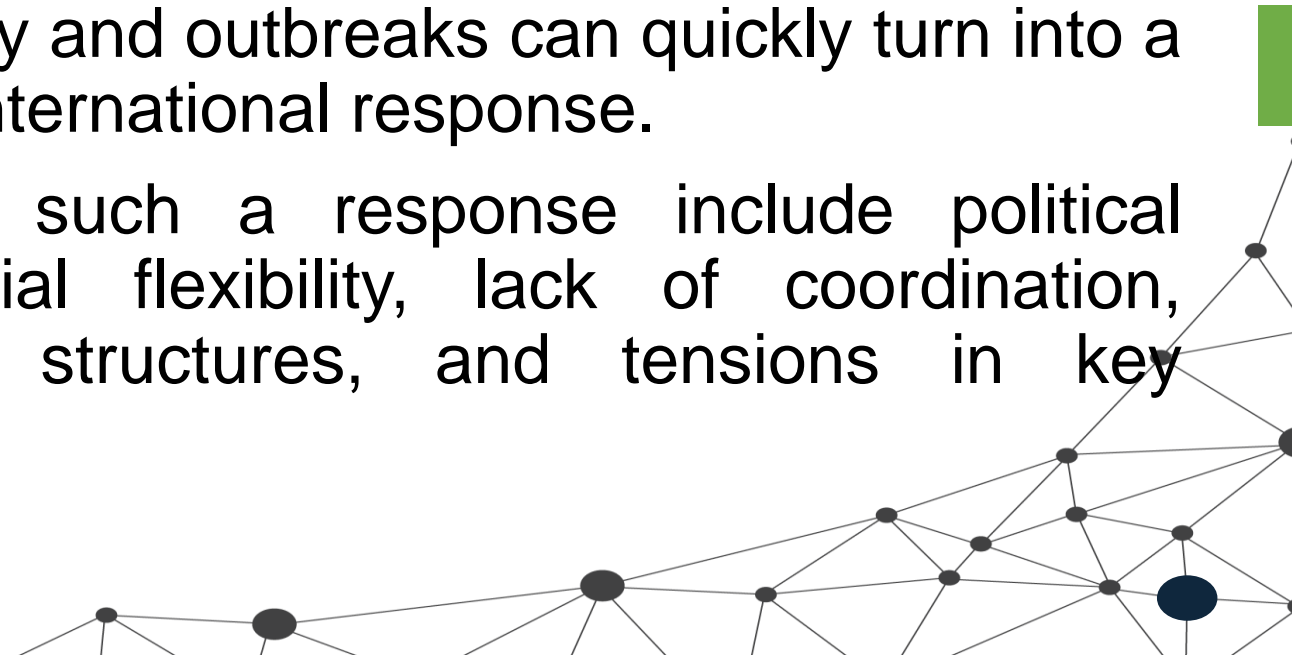 y and outbreaks can quickly turn into a
nternational response.
such a response include political
ial flexibility, lack of coordination,
structures, and tensions in key